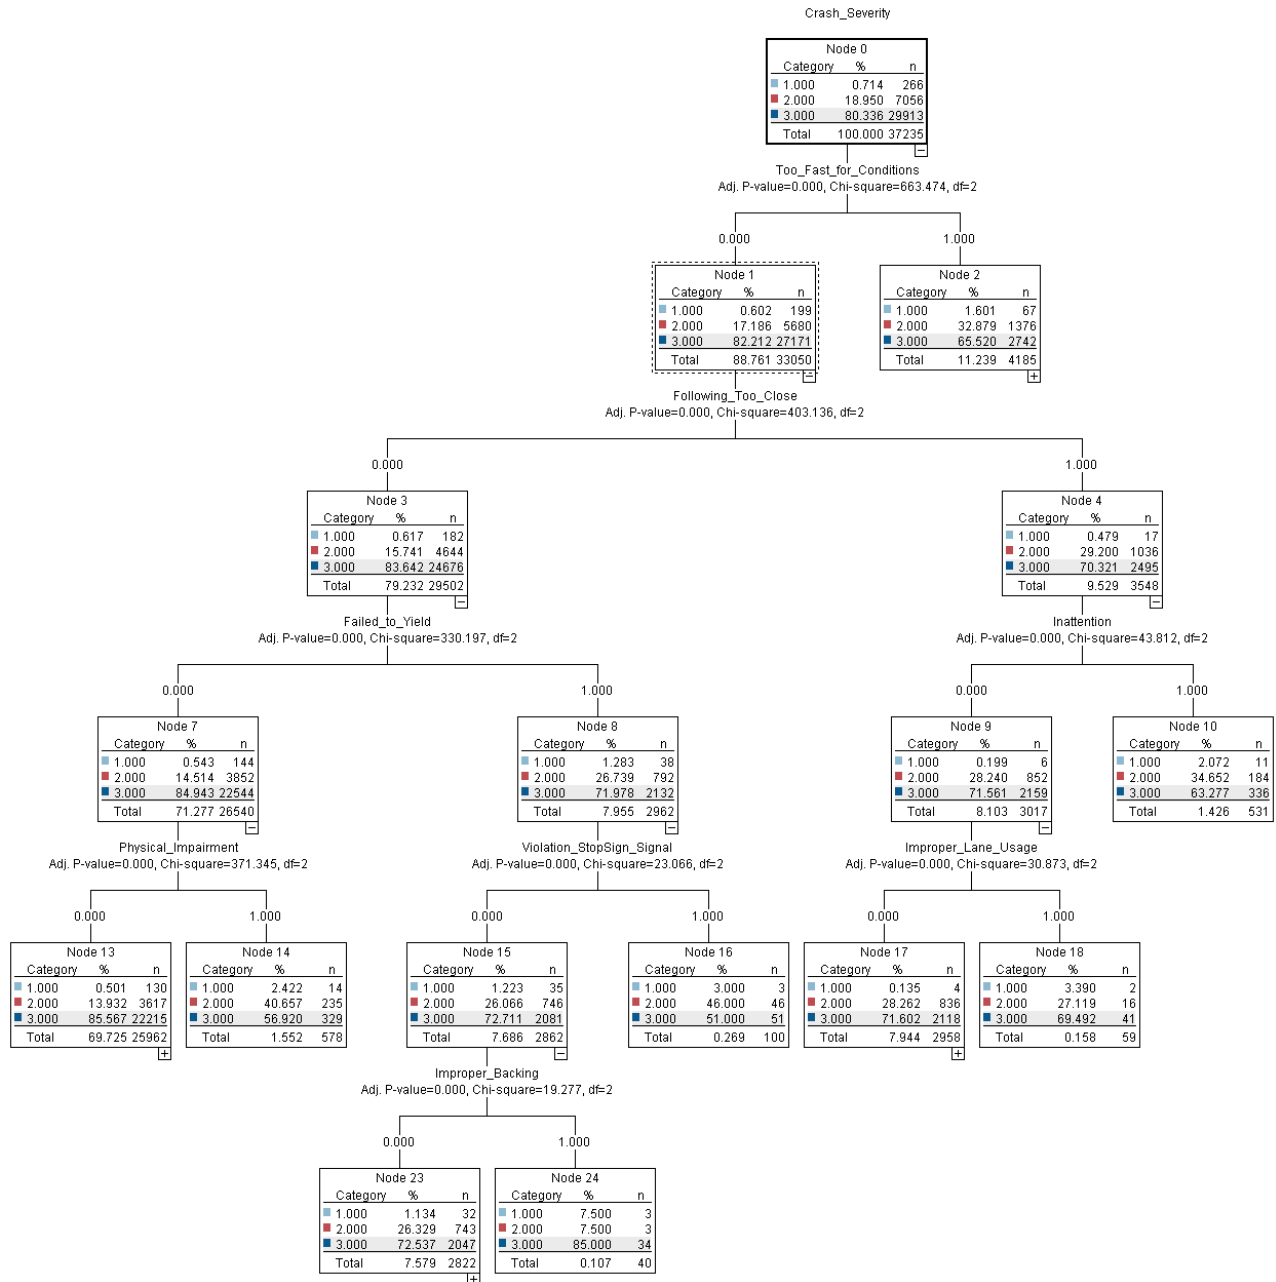 Crash_Severity
Node 0
Category % n
1.000 0.714 266
2.000 18.950 7056
3.000 80.336 29913
Total 100.000 37235
Too_Fast_for_Conditions
Adj. P-value=0.000, Chi-square=663.474, df=2
0.000
1.000
Node 1
Category % n
1.000 0.602 199
2.000 17.186 5680
3.000 82.212 27171
Total 88.761 33050
Node 2
Category % n
1.000 1.601 67
2.000 32.879 1376
3.000 65.520 2742
Total 11.239 4185
Following_Too_Close
Adj. P-value=0.000, Chi-square=403.136, df=2
0.000
1.000
Node 3
Category % n
1.000 0.617 182
2.000 15.741 4644
3.000 83.642 24676
Total 79.232 29502
Node 4
Category % n
1.000 0.479 17
2.000 29.200 1036
3.000 70.321 2495
Total 9.529 3548
Failed_to_Yield
Adj. P-value=0.000, Chi-square=330.197, df=2
Inattention
Adj. P-value=0.000, Chi-square=43.812, df=2
0.000
1.000
0.000
1.000
Node 7
Category % n
1.000 0.543 144
2.000 14.514 3852
3.000 84.943 22544
Total 71.277 26540
Node 8
Category % n
1.000 1.283 38
2.000 26.739 792
3.000 71.978 2132
Total 7.955 2962
Node 9
Category % n
1.000 0.199 6
2.000 28.240 852
3.000 71.561 2159
Total 8.103 3017
Node 10
Category % n
1.000 2.072 11
2.000 34.652 184
3.000 63.277 336
Total 1.426 531
Physical_Impairment
Adj. P-value=0.000, Chi-square=371.345, df=2
Violation_StopSign_Signal
Adj. P-value=0.000, Chi-square=23.066, df=2
Improper_Lane_Usage
Adj. P-value=0.000, Chi-square=30.873, df=2
0.000
1.000
0.000
1.000
0.000
1.000
Node 13
Category % n
1.000 0.501 130
2.000 13.932 3617
3.000 85.567 22215
Total 69.725 25962
Node 14
Category % n
1.000 2.422 14
2.000 40.657 235
3.000 56.920 329
Total 1.552 578
Node 15
Category % n
1.000 1.223 35
2.000 26.066 746
3.000 72.711 2081
Total 7.686 2862
Node 16
Category % n
1.000 3.000 3
2.000 46.000 46
3.000 51.000 51
Total 0.269 100
Node 17
Category % n
1.000 0.135 4
2.000 28.262 836
3.000 71.602 2118
Total 7.944 2958
Node 18
Category % n
1.000 3.390 2
2.000 27.119 16
3.000 69.492 41
Total 0.158 59
Improper_Backing
Adj. P-value=0.000, Chi-square=19.277, df=2
0.000
1.000
Node 23
Category % n
1.000 1.134 32
2.000 26.329 743
3.000 72.537 2047
Total 7.579 2822
Node 24
Category % n
1.000 7.500 3
2.000 7.500 3
3.000 85.000 34
Total 0.107 40